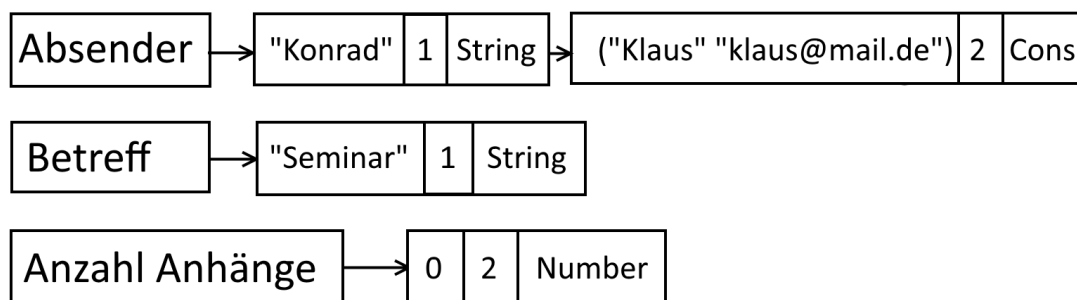 Absender "Konrad" 1 String ("Klaus" "klaus@mail.de") 2 Cons
Betreff "Seminar" 1 String
Anzahl Anhänge 0 2 Number